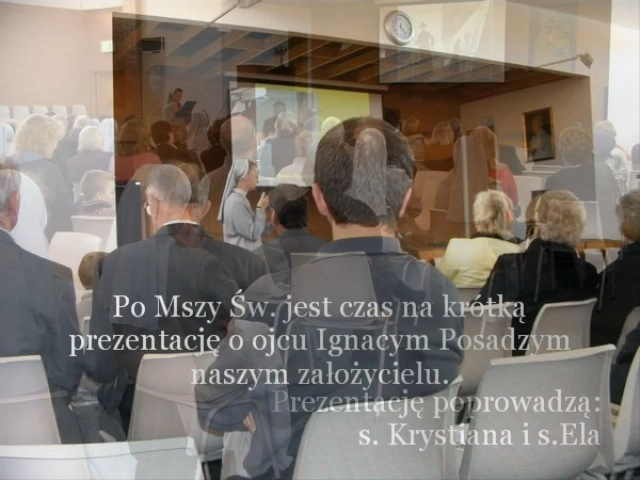 Po Mszy Św. jest czas na krótką
prezentację o ojcu Ignacym Posadzym
naszym założycielu.
Prezentację poprowadzą:
s. Krystiana i s.Ela